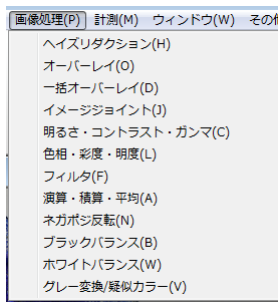 画像処理(P) 計測(M) ウィンドウ(W) その他
ヘイズリダクション(H)
オーバーレイ(O)
一括オーバーレイ(D)
イメージジョイント(J)
明るさ・コントラスト・ガンマ(C)
色相・彩度・明度(L)
フィルタ(F)
演算・積算・平均(A)
ネガポジ反転(N)
ブラックバランス(B)
ホワイトバランス(W)
グレー変換/疑似カラー(V)